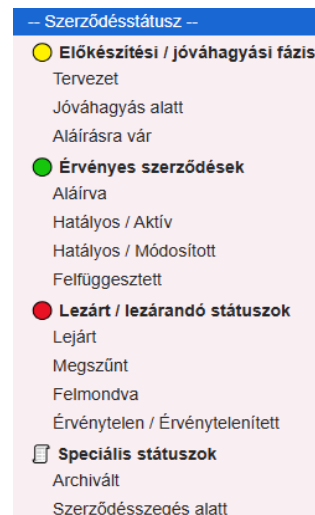 -- Szerződésstátusz --
Előkészítési / jóváhagyási fázis
Tervezet
Jóváhagyás alatt
Aláírásra vár
Érvényes szerződések
Aláírva
Hatályos / Aktív
Hatályos / Módosított
Felfüggesztett
Lezárt / lezárandó státuszok
Lejárt
Megszűnt
Felmondva
Érvénytelen / Érvénytelenített
Speciális státuszok
Archivált
Szerződésszegés alatt